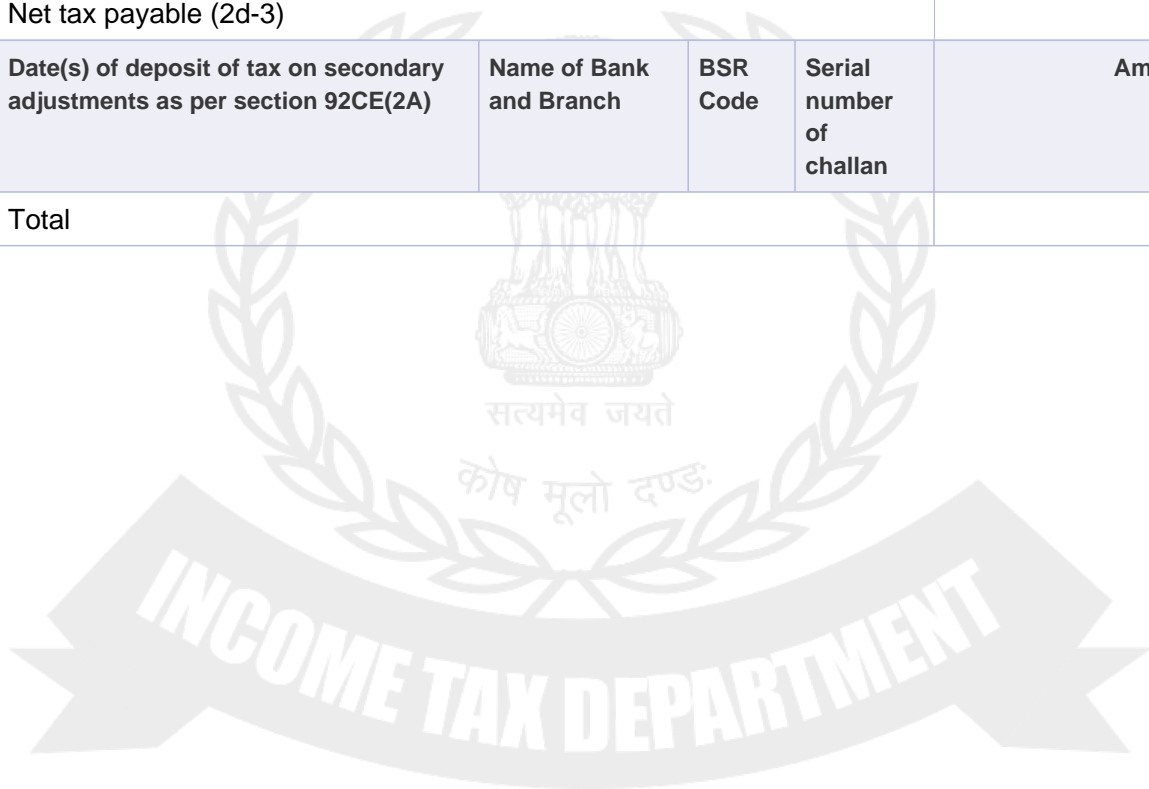 Net tax payable (2d-3)
Date(s) of deposit of tax on secondary
adjustments as per section 92CE(2A)
Name of Bank
and Branch
BSR
Code
Serial
number
of
challan
Am
Total
सत्यमेव जयते
कोष मूलो दण्डः
INCOME TAX DEPARTMENT